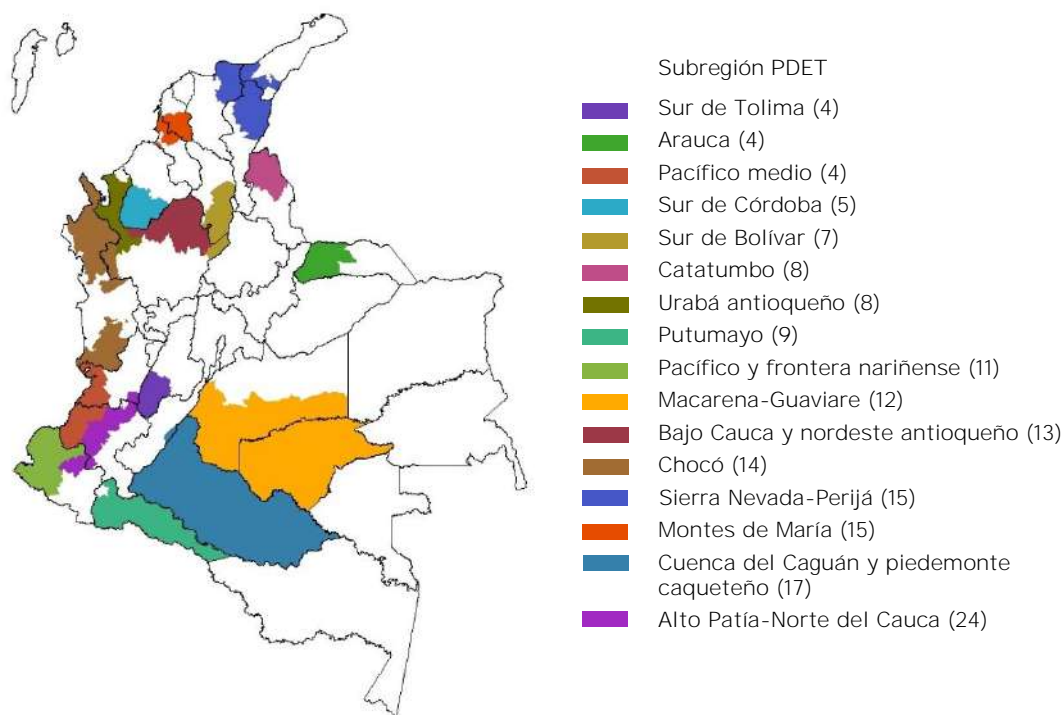 Subregión PDET
Sur de Tolima (4)
Arauca (4)
Pacífico medio (4)
Sur de Córdoba (5)
Sur de Bolívar (7)
Catatumbo (8)
Urabá antioqueño (8)
Putumayo (9)
Pacífico y frontera nariñense (11)
Macarena-Guaviare (12)
Bajo Cauca y nordeste antioqueño (13)
Chocó (14)
Sierra Nevada-Perijá (15)
Montes de María (15)
Cuenca del Caguán y piedemonte
caqueteño (17)
Alto Patía-Norte del Cauca (24)